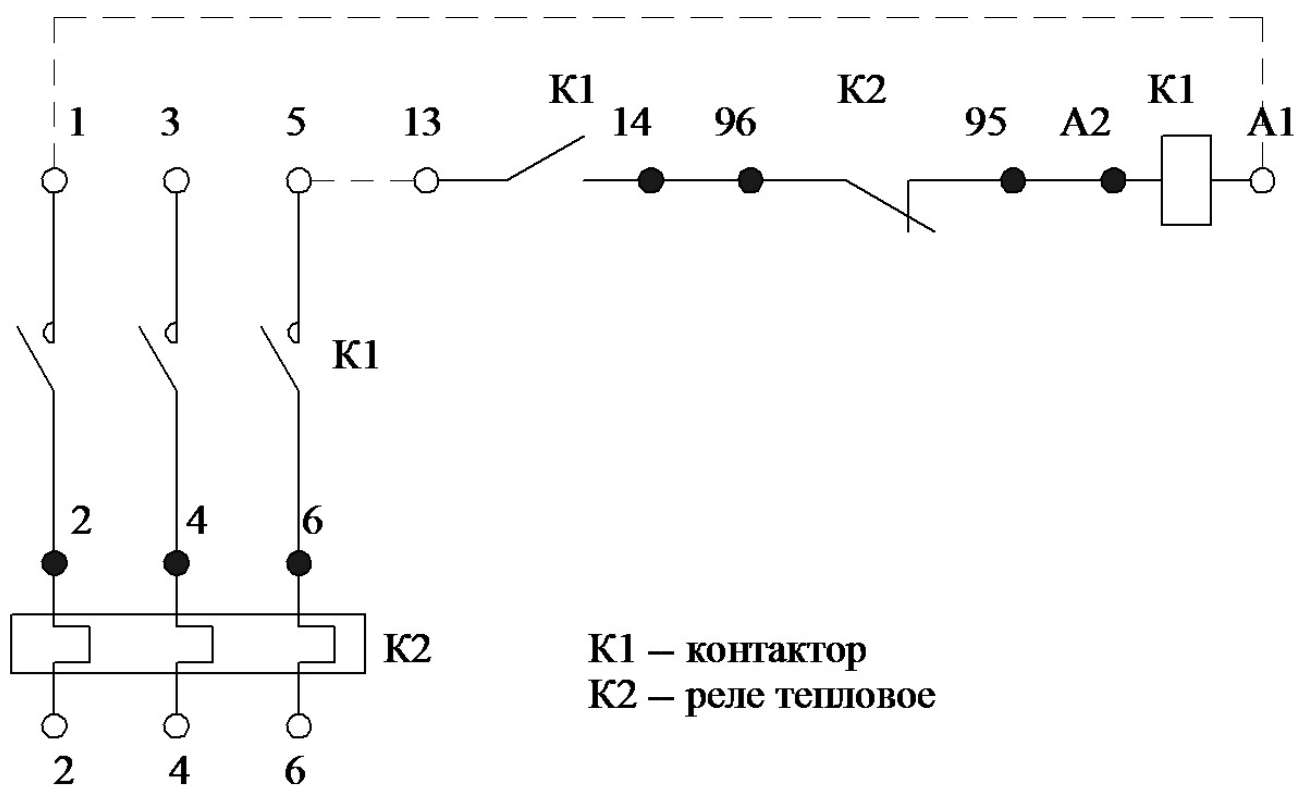 К1 К2 К1
1 3 5 13 14 96 95 А2 А1
К1
2 4 6
К2
К1 – контактор
К2 – реле тепловое
2 4 6